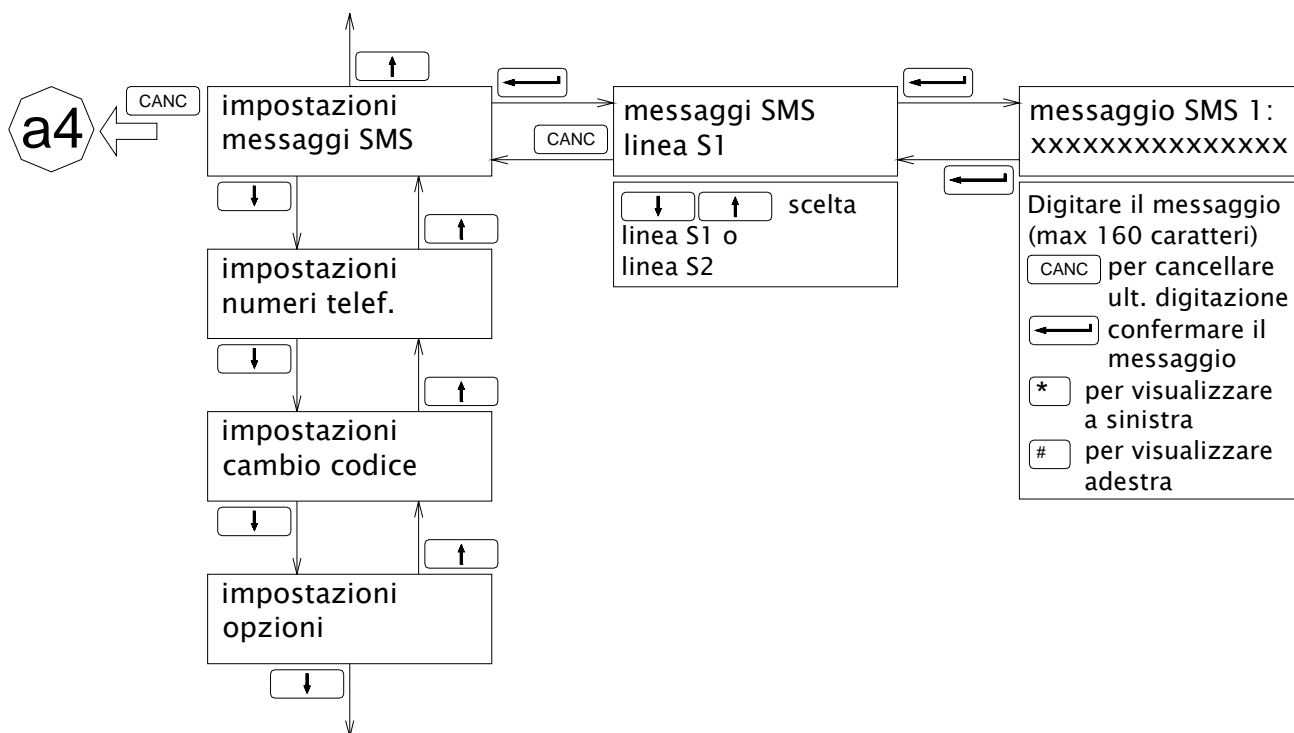 a4
CANC
impostazioni
messaggi SMS
CANC
messaggi SMS
linea S1
scelta
linea S1 o
linea S2
messaggio SMS 1:
xxxxxxxxxxxxxxx
Digitare il messaggio
(max 160 caratteri)
CANC per cancellare
ult. digitazione
confermare il
messaggio
* per visualizzare
a sinistra
# per visualizzare
adestra
impostazioni
numeri telef.
impostazioni
cambio codice
impostazioni
opzioni